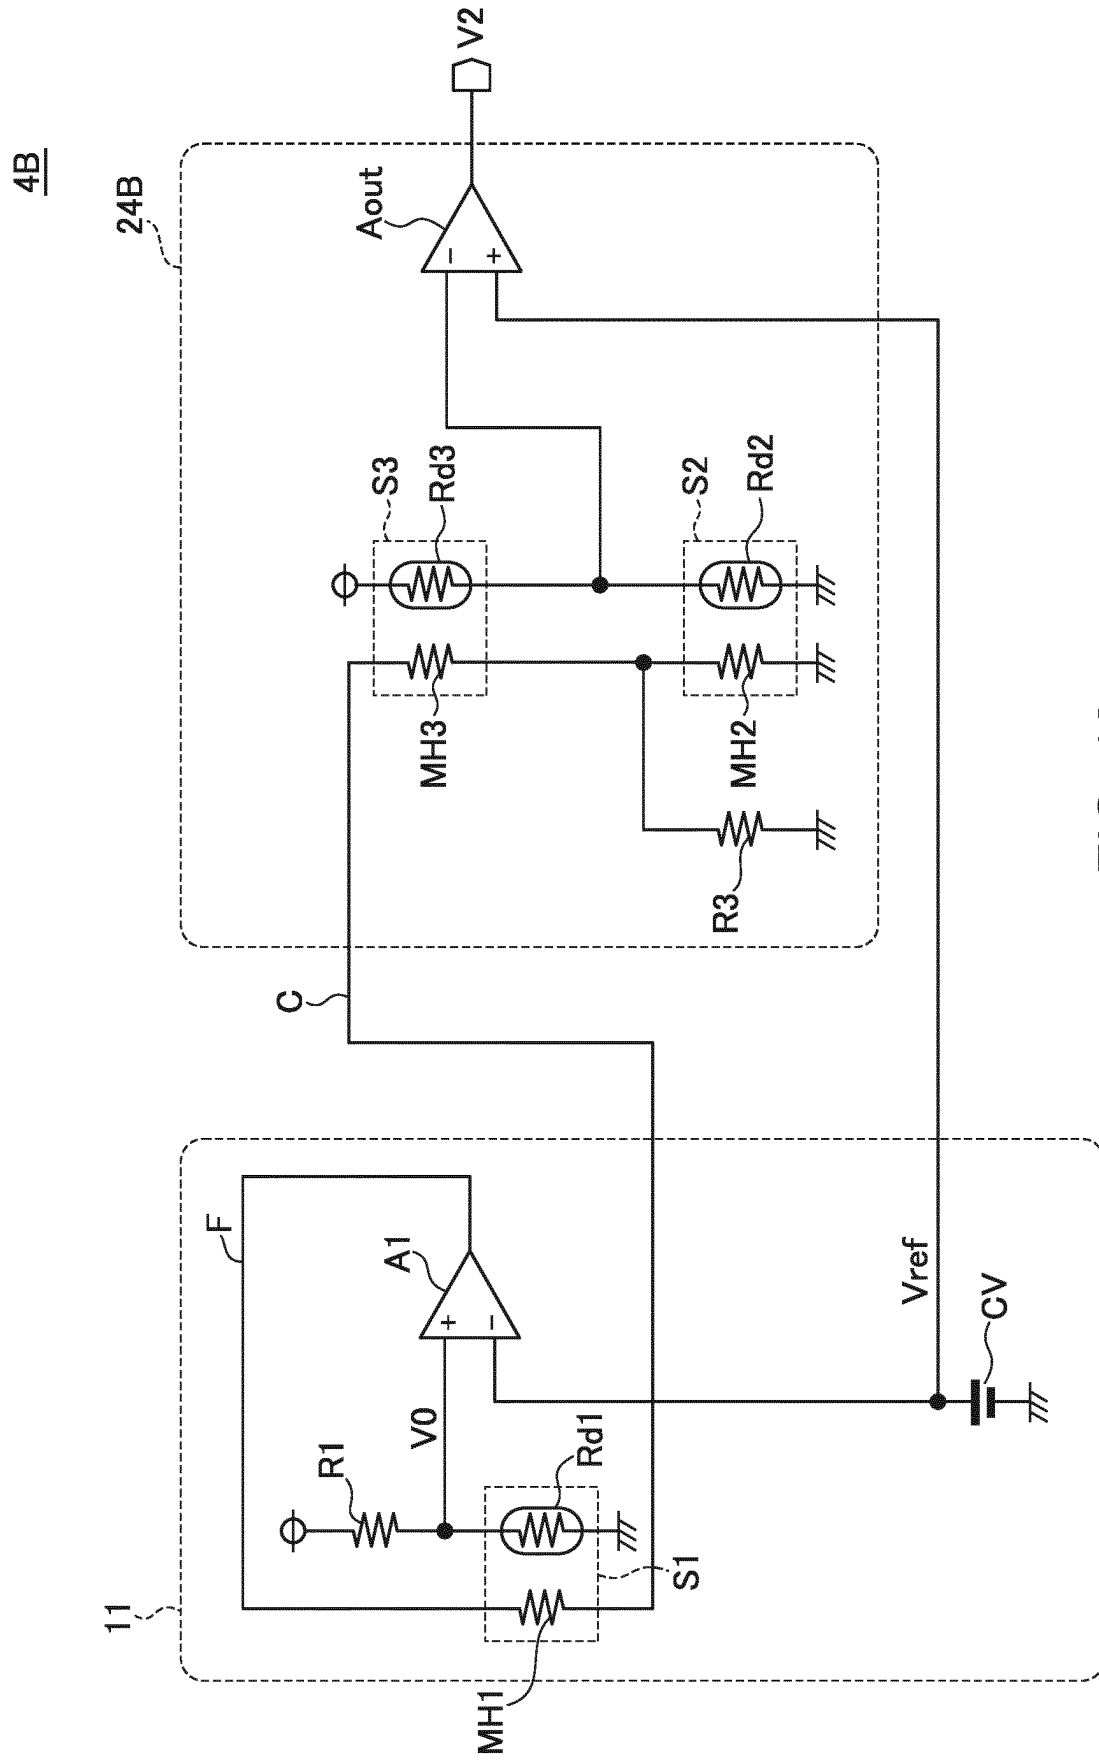 4B
24B
V2
Aout
−
+
S3
Rd3
S2
Rd2
MH3
MH2
R3
C
11
F
A1
+
−
V0
R1
Rd1
S1
MH1
Vref
CV